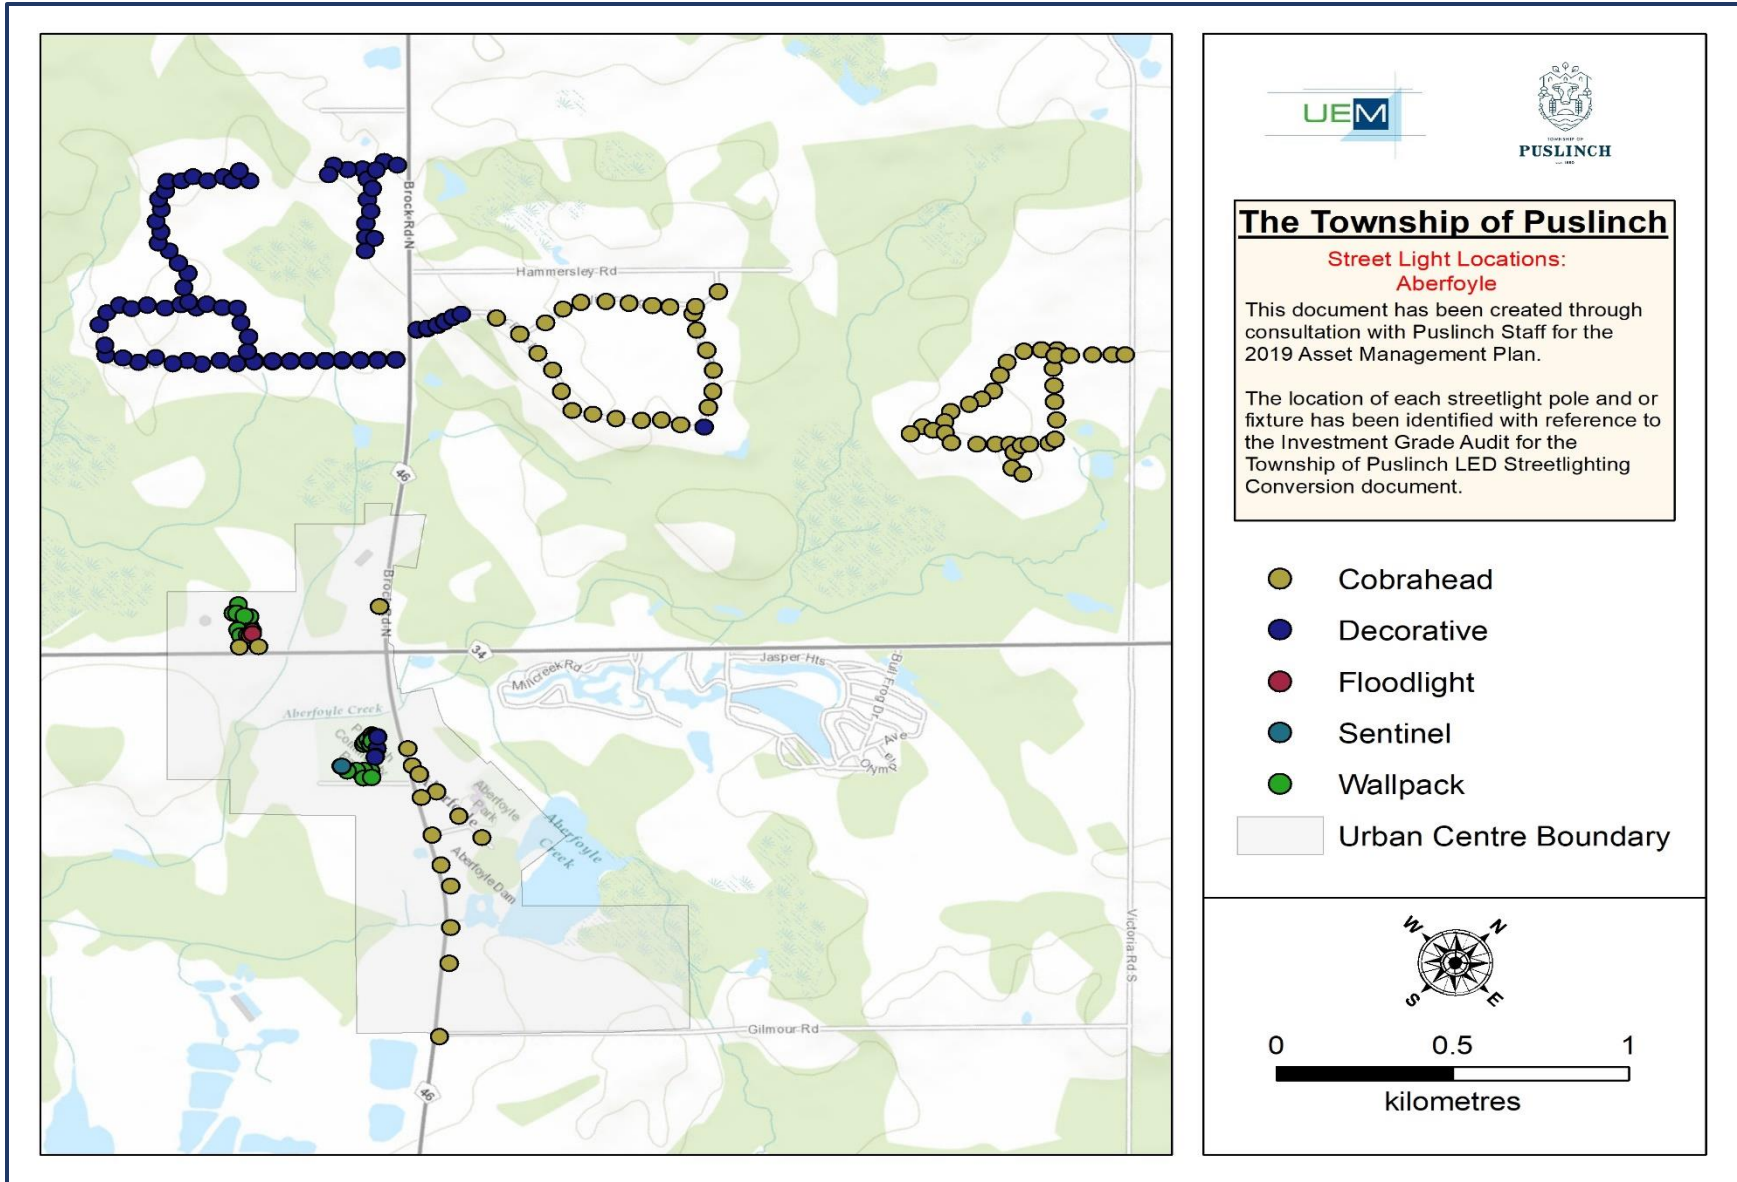 Brock Rd N
Hammersley Rd
46
Brock Rd N
34
Millcreek Rd
Jasper Hts
Bull Frog Dr
Ave
Olym
Aberfoyle Creek
Aberfoyle
Park
Aberfoyle
Creek
Aberfoyle Dam
Victoria Rd S
Gilmour Rd
46
UEM
TOWNSHIP OF
PUSLINCH
The Township of Puslinch
Street Light Locations:
Aberfoyle
This document has been created through
consultation with Puslinch Staff for the
2019 Asset Management Plan.
The location of each streetlight pole and or
fixture has been identified with reference to
the Investment Grade Audit for the
Township of Puslinch LED Streetlighting
Conversion document.
Cobrahead
Decorative
Floodlight
Sentinel
Wallpack
Urban Centre Boundary
W
N
S
E
0 0.5 1
kilometres